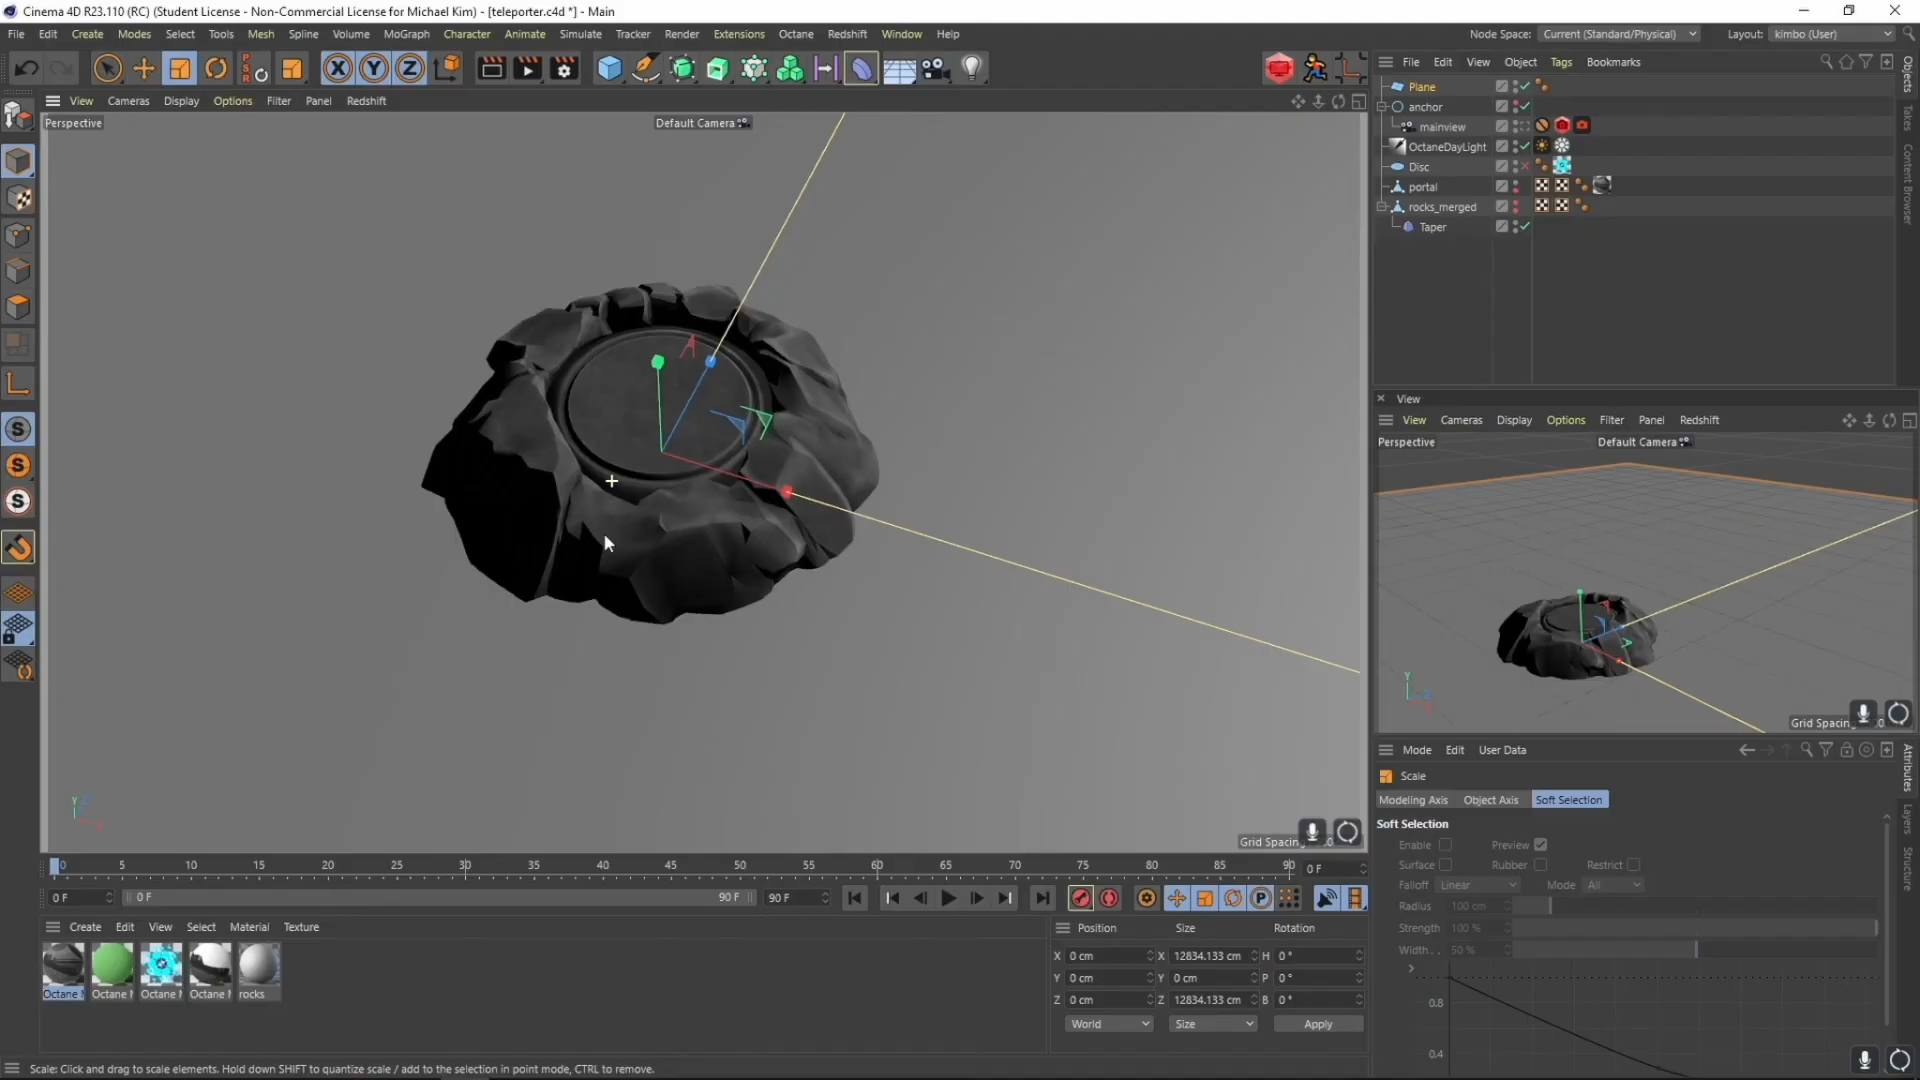 Cinema 4D R23.110 (RC) (Student License - Non-Commercial License for Michael Kim) - [teleporter.c4d *] - Main
File Edit Create Modes Select Tools Mesh Spline Volume MoGraph Character Animate Simulate Tracker Render Extensions Octane Redshift Window Help
Node Space: Current (Standard/Physical) Layout: kimbo (User)
X Y Z PSR
File Edit View Object Tags Bookmarks
Plane
anchor
mainview
OctaneDayLight
Disc
portal
rocks_merged
Taper
Objects
Takes
Content Browser
View Cameras Display Options Filter Panel Redshift
Perspective
Default Camera
S
S
S
Y Z
View
View Cameras Display Options Filter Panel Redshift
Perspective
Default Camera
Y
Grid Spacing
Grid Spacing
Mode Edit User Data
Scale
Modeling Axis Object Axis Soft Selection
Soft Selection
Enable Preview
Surface Rubber Restrict
Falloff Linear Mode All
Radius 100 cm
Strength 100 %
Width . . 50 %
0.8
0.4
Attributes
Layers
Structure
0 5 10 15 20 25 30 35 40 45 50 55 60 65 70 75 80 85 90 0 F
0 F 0 F 90 F 90 F
P
Create Edit View Select Material Texture
Octane M Octane M Octane M Octane M rocks
Position Size Rotation
X 0 cm X 12834.133 cm H 0 °
Y 0 cm Y 0 cm P 0 °
Z 0 cm Z 12834.133 cm B 0 °
World Size Apply
Scale: Click and drag to scale elements. Hold down SHIFT to quantize scale / add to the selection in point mode, CTRL to remove.